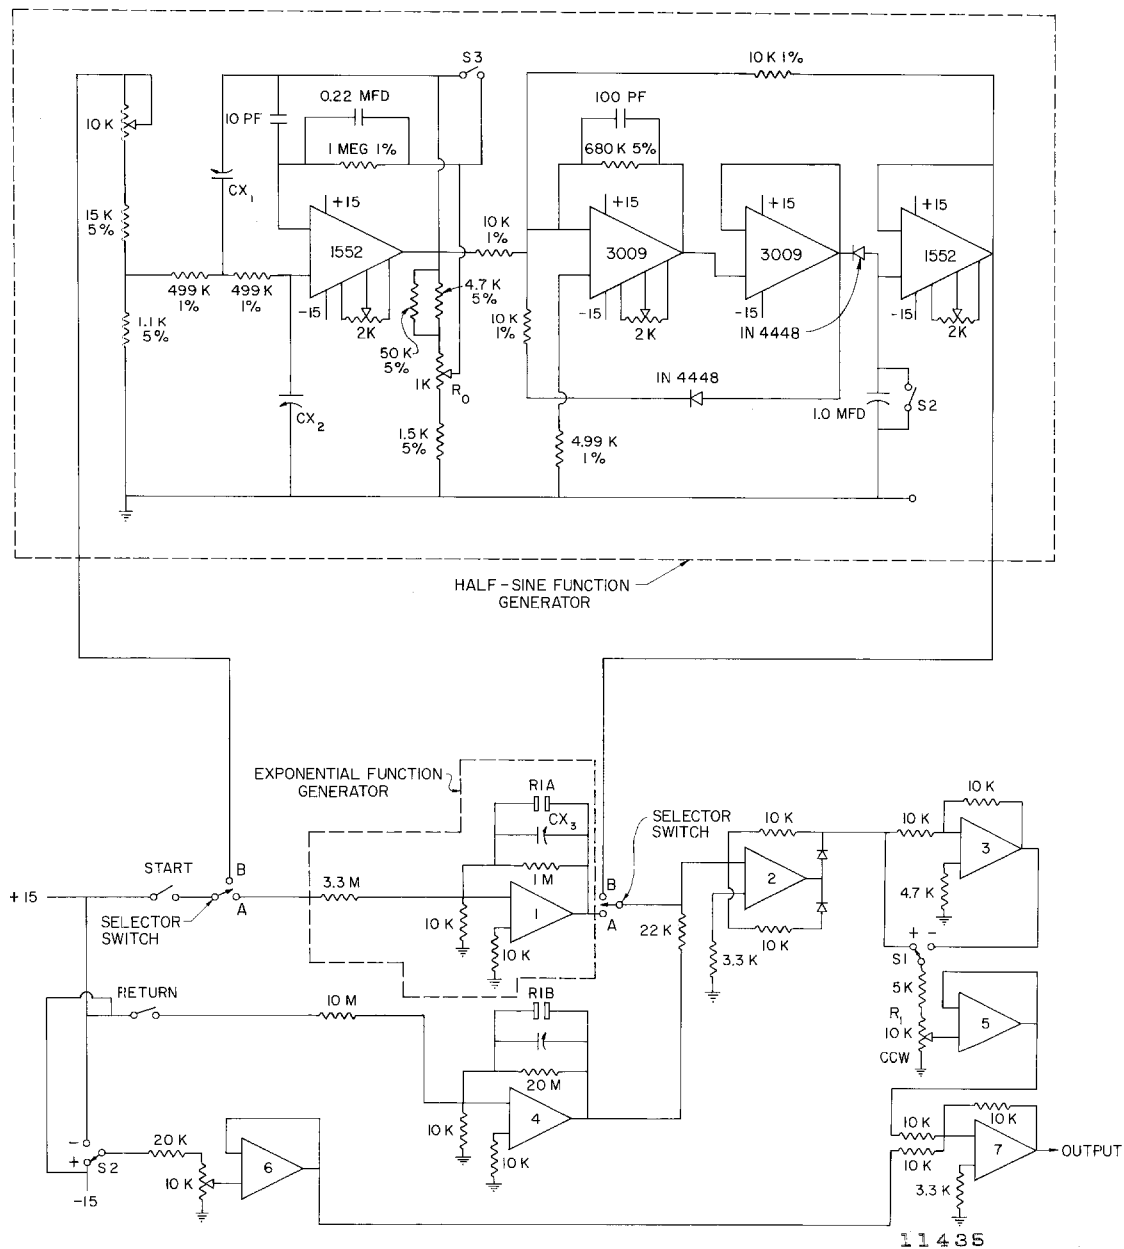 S3
10 K 1%
0.22 MFD
100 PF
10 PF
10 K
1 MEG 1%
680 K 5%
CX1
+15
+15
+15
+15
15 K
5%
10 K
1%
1552
3009
3009
1552
499 K
1%
499 K
1%
4.7 K
5%
-15
-15
-15
-15
2K
2K
2K
1.1 K
5%
10 K
1%
IN 4448
50 K
5%
1K
R0
IN 4448
CX2
1.0 MFD
S2
1.5 K
5%
4.99 K
1%
HALF-SINE FUNCTION
GENERATOR
EXPONENTIAL FUNCTION
GENERATOR
R1A
CX3
SELECTOR
SWITCH
10 K
10 K
10 K
START
B
3.3 M
1 M
B
2
3
+15
A
1
A
4.7 K
SELECTOR
SWITCH
10 K
10 K
22 K
10 K
3.3 K
+ -
S1
RETURN
R1B
5K
10 M
R1
10 K
5
CCW
20 M
4
-
20 K
10 K
10 K
10 K
+
S2
6
10 K
7
OUTPUT
10 K
-15
10 K
3.3 K
11435